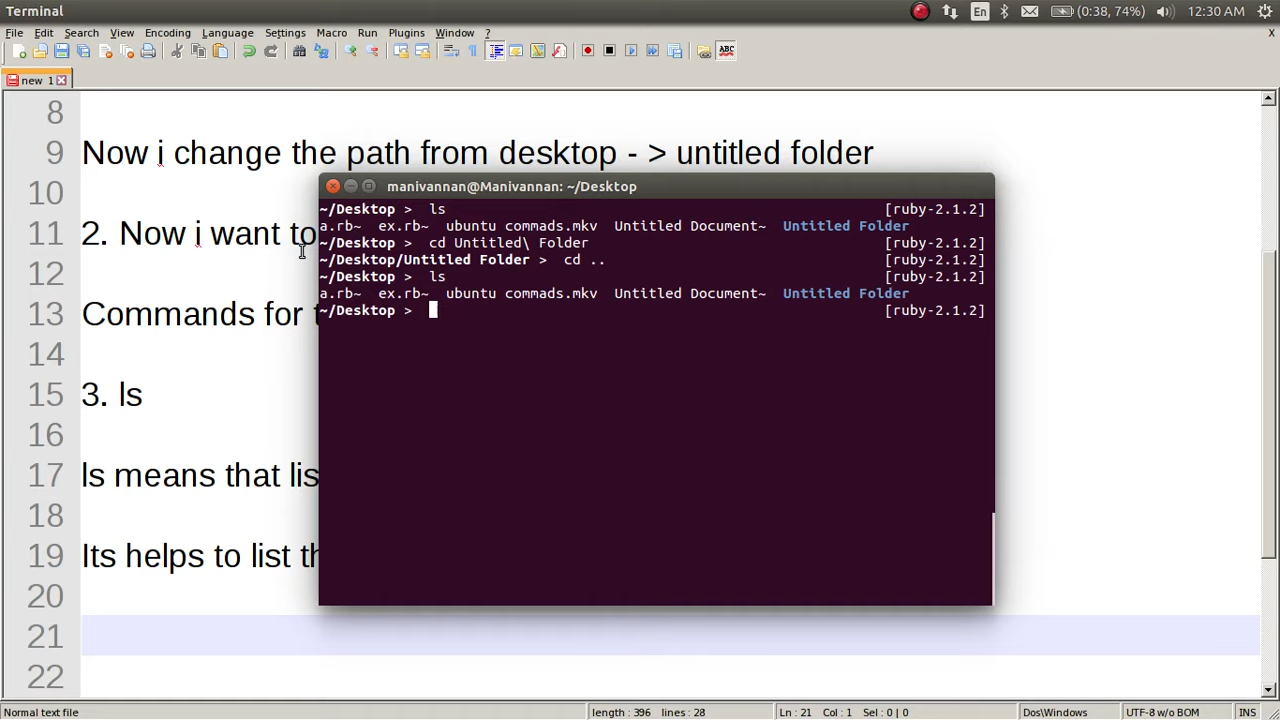 Terminal
En
(0:38, 74%)
12:30 AM
File Edit Search View Encoding Language Settings Macro Run Plugins Window ?
X
ABC
new 1
8
9 Now i change the path from desktop - > untitled folder
10
11 2. Now i want to
12
13 Commands for t
14
15 3. ls
16
17 ls means that lis
18
19 Its helps to list th
20
21
22
manivannan@Manivannan: ~/Desktop
~/Desktop > ls [ruby-2.1.2]
a.rb~ ex.rb~ ubuntu commads.mkv Untitled Document~ Untitled Folder
~/Desktop > cd Untitled\ Folder [ruby-2.1.2]
~/Desktop/Untitled Folder > cd .. [ruby-2.1.2]
~/Desktop > ls [ruby-2.1.2]
a.rb~ ex.rb~ ubuntu commads.mkv Untitled Document~ Untitled Folder
~/Desktop > [ruby-2.1.2]
Normal text file length : 396 lines : 28 Ln : 21 Col : 1 Sel : 0 | 0 Dos\Windows UTF-8 w/o BOM INS